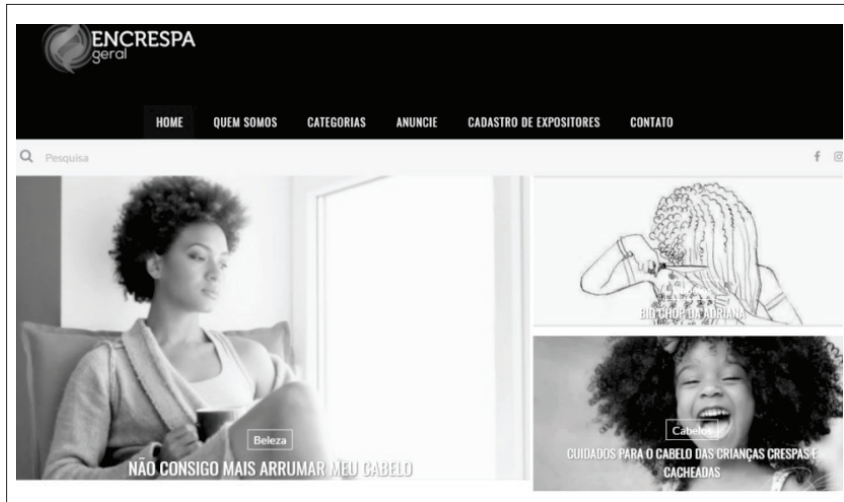 ENCRESPA
geral
HOME QUEM SOMOS CATEGORIAS ANUNCIE CADASTRO DE EXPOSITORES CONTATO
Pesquisa
Beleza
NÃO CONSIGO MAIS ARRUMAR MEU CABELO
BIG CHOP DA ADRIANA
Cabelos
CUIDADOS PARA O CABELO DAS CRIANÇAS CRESPAS E
CACHEADAS